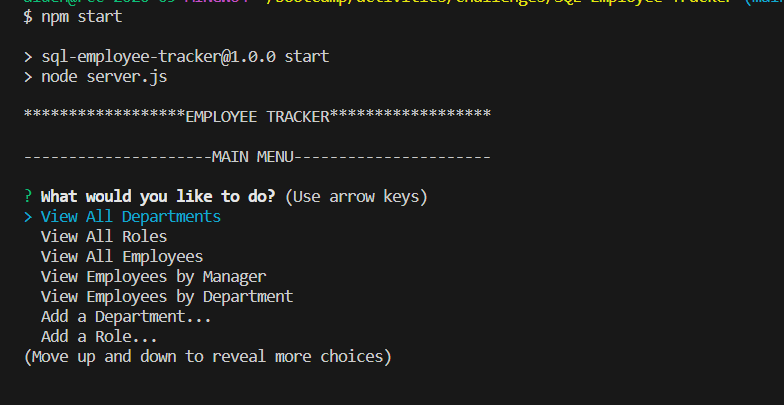 $ npm start
> sql-employee-tracker@1.0.0 start
> node server.js
******************EMPLOYEE TRACKER******************
---------------------MAIN MENU----------------------
? What would you like to do? (Use arrow keys)
> View All Departments
View All Roles
View All Employees
View Employees by Manager
View Employees by Department
Add a Department...
Add a Role...
(Move up and down to reveal more choices)